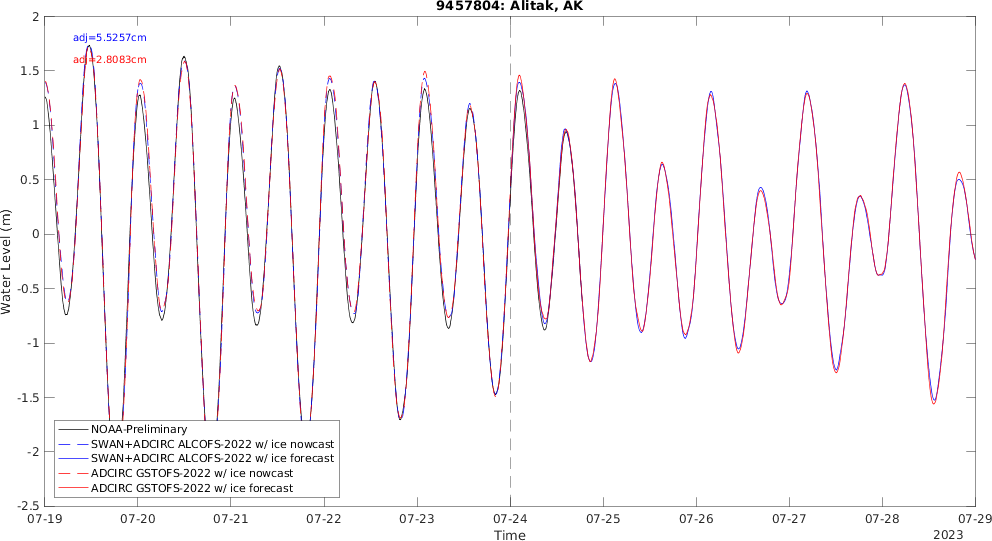 9457804: Alitak, AK
adj=5.5257cm
adj=2.8083cm
2
1.5
1
0.5
0
-0.5
-1
-1.5
-2
-2.5
Water Level (m)
NOAA-Preliminary
SWAN+ADCIRC ALCOFS-2022 w/ ice nowcast
SWAN+ADCIRC ALCOFS-2022 w/ ice forecast
ADCIRC GSTOFS-2022 w/ ice nowcast
ADCIRC GSTOFS-2022 w/ ice forecast
07-19 07-20 07-21 07-22 07-23 07-24 07-25 07-26 07-27 07-28 07-29
Time
2023